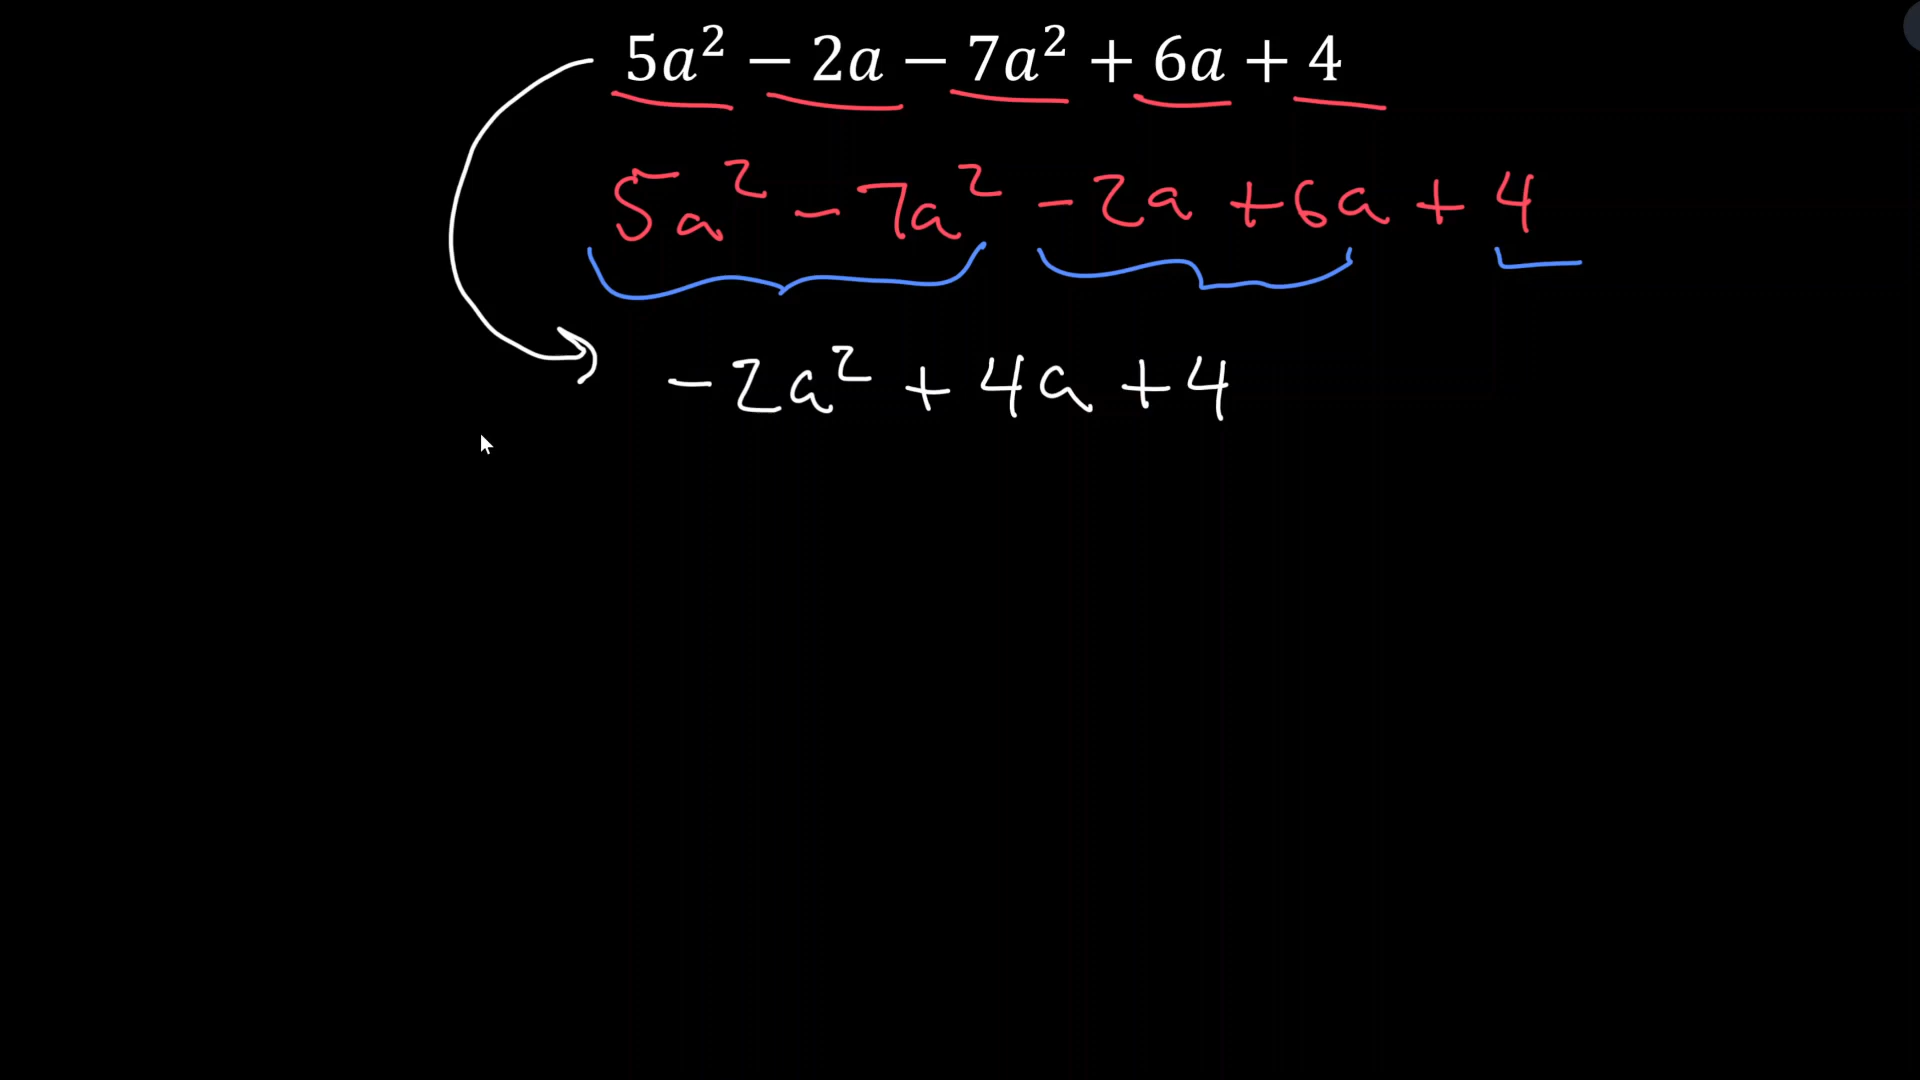 5a² − 2a − 7a² + 6a + 4
5a² − 7a² − 2a + 6a + 4
−2a² + 4a + 4